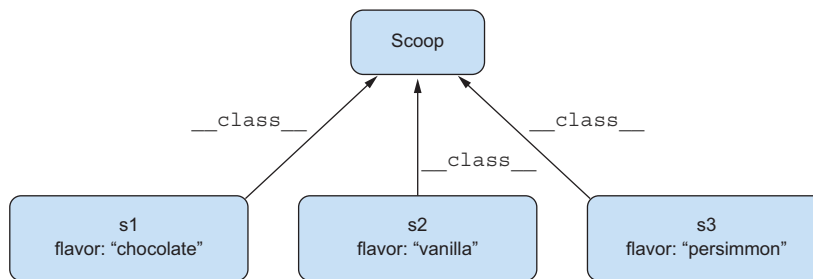 Scoop
__class__
__class__
__class__
s1
flavor: “chocolate”
s2
flavor: “vanilla”
s3
flavor: “persimmon”